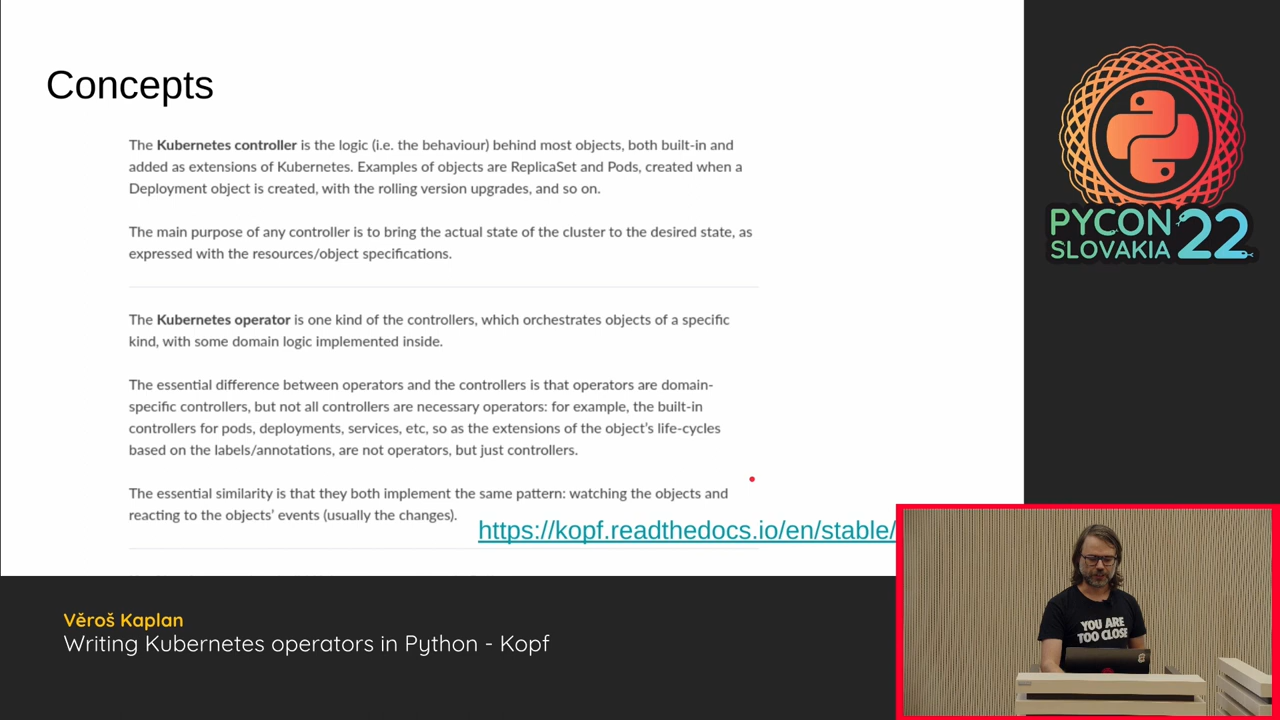 Concepts
The Kubernetes controller is the logic (i.e. the behaviour) behind most objects, both built-in and
added as extensions of Kubernetes. Examples of objects are ReplicaSet and Pods, created when a
Deployment object is created, with the rolling version upgrades, and so on.
The main purpose of any controller is to bring the actual state of the cluster to the desired state, as
expressed with the resources/object specifications.
The Kubernetes operator is one kind of the controllers, which orchestrates objects of a specific
kind, with some domain logic implemented inside.
The essential difference between operators and the controllers is that operators are domain-
specific controllers, but not all controllers are necessary operators: for example, the built-in
controllers for pods, deployments, services, etc, so as the extensions of the object's life-cycles
based on the labels/annotations, are not operators, but just controllers.
The essential similarity is that they both implement the same pattern: watching the objects and
reacting to the objects' events (usually the changes).
https://kopf.readthedocs.io/en/stable/
PYCON
SLOVAKIA 22
YOU ARE
TOO CLOSE
Věroš Kaplan
Writing Kubernetes operators in Python - Kopf